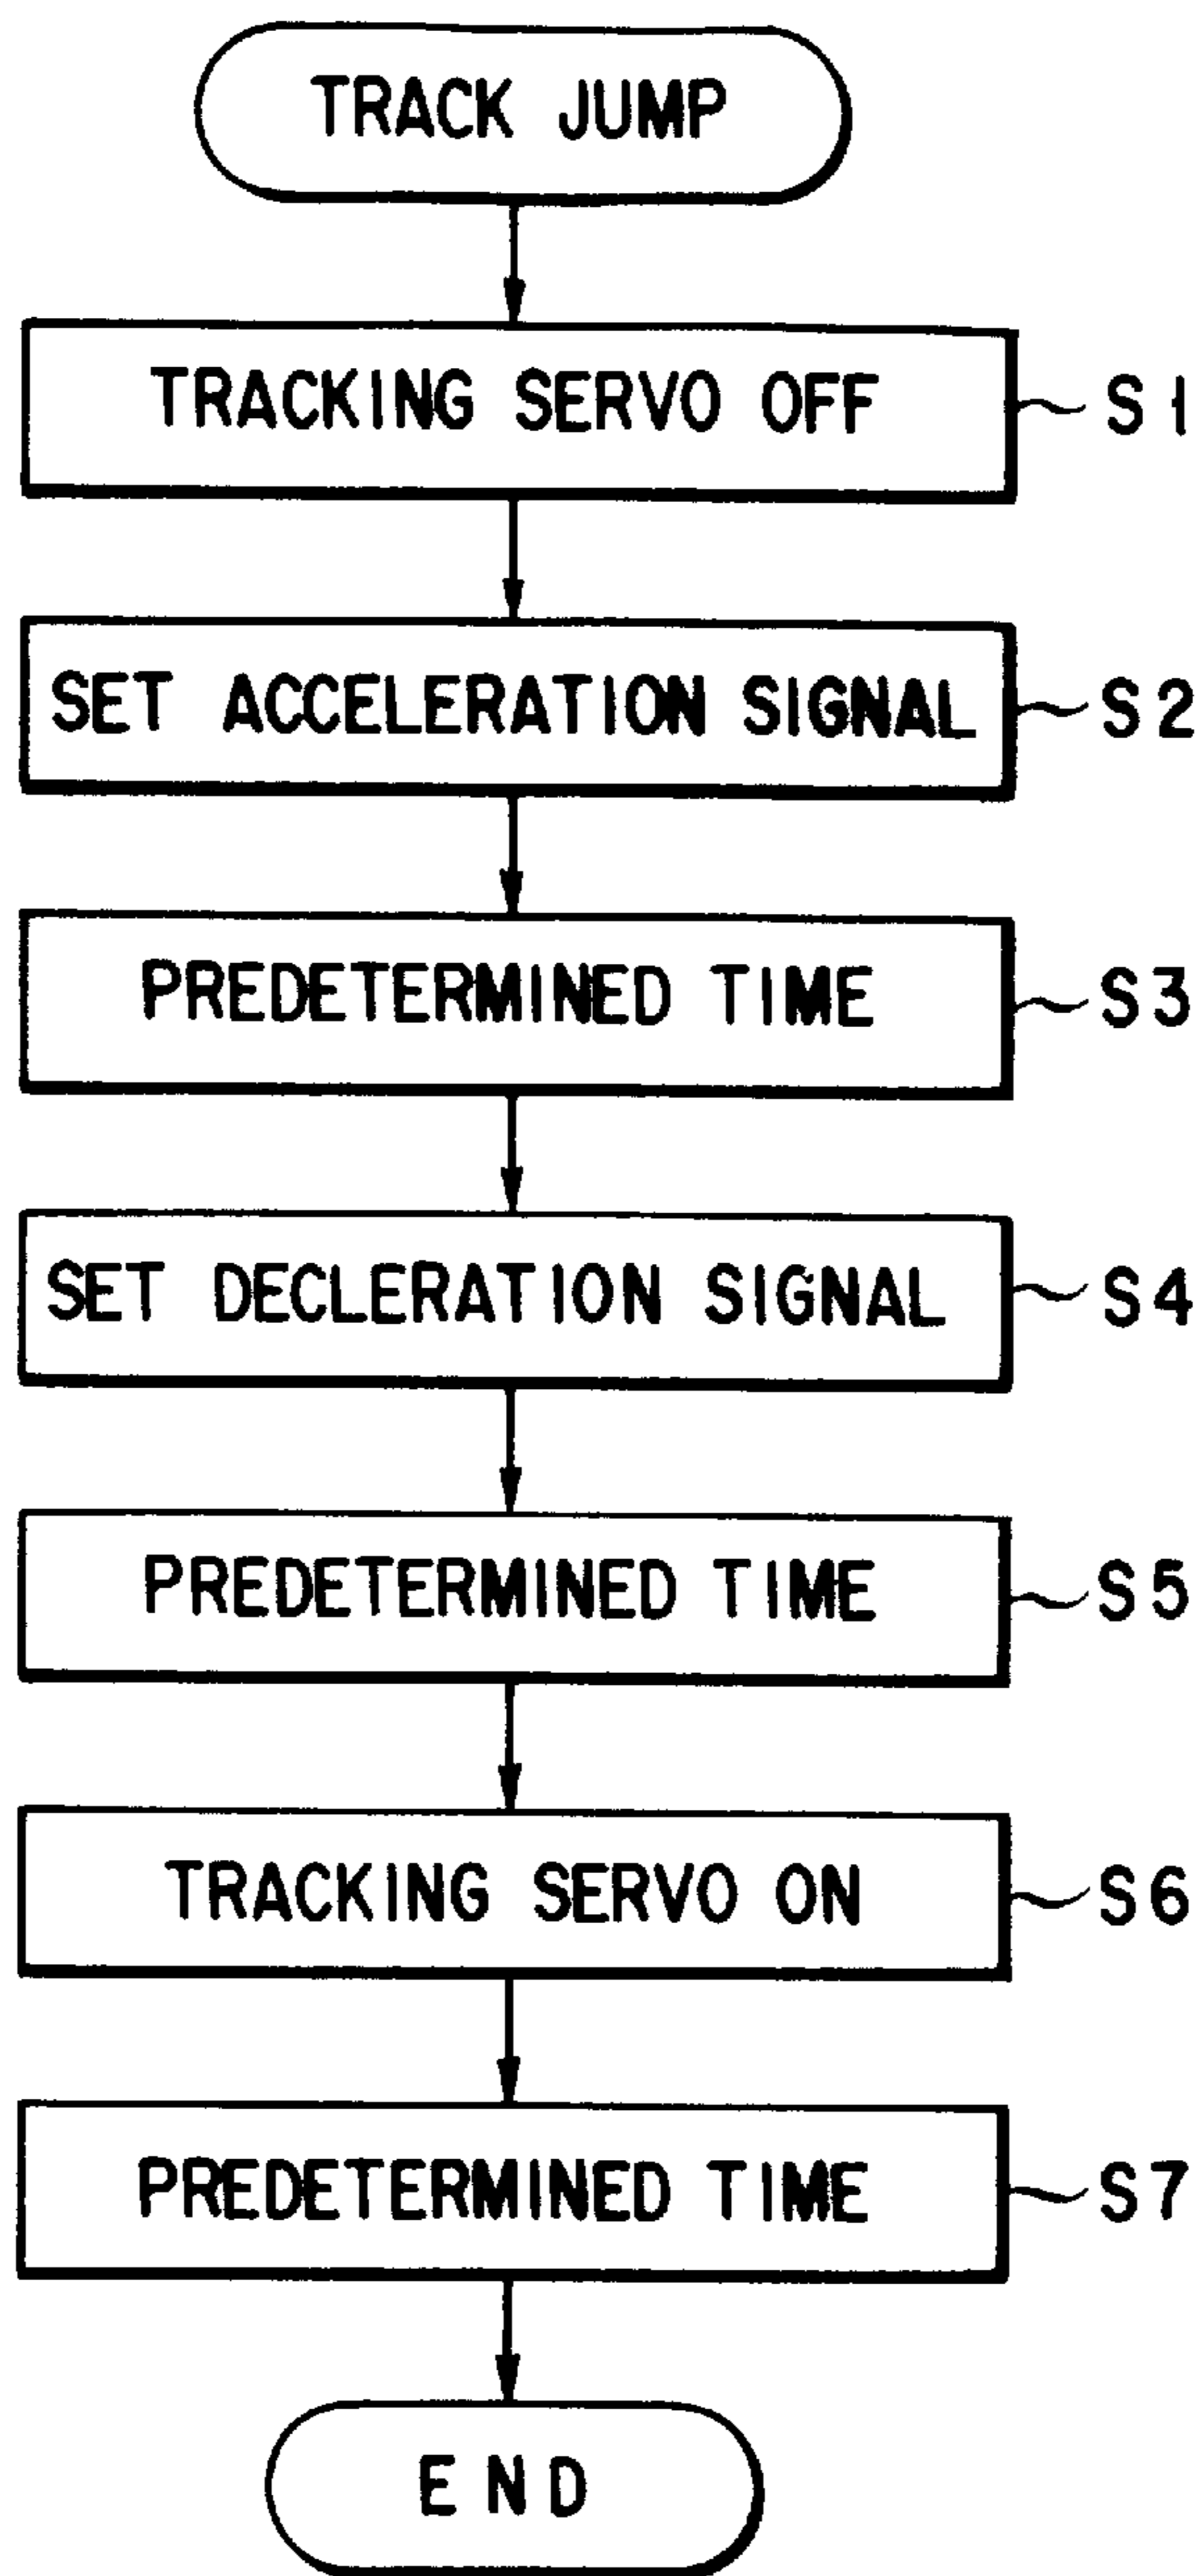 TRACK JUMP
TRACKING SERVO OFF S1
SET ACCELERATION SIGNAL S2
PREDETERMINED TIME S3
SET DECLERATION SIGNAL S4
PREDETERMINED TIME S5
TRACKING SERVO ON S6
PREDETERMINED TIME S7
END